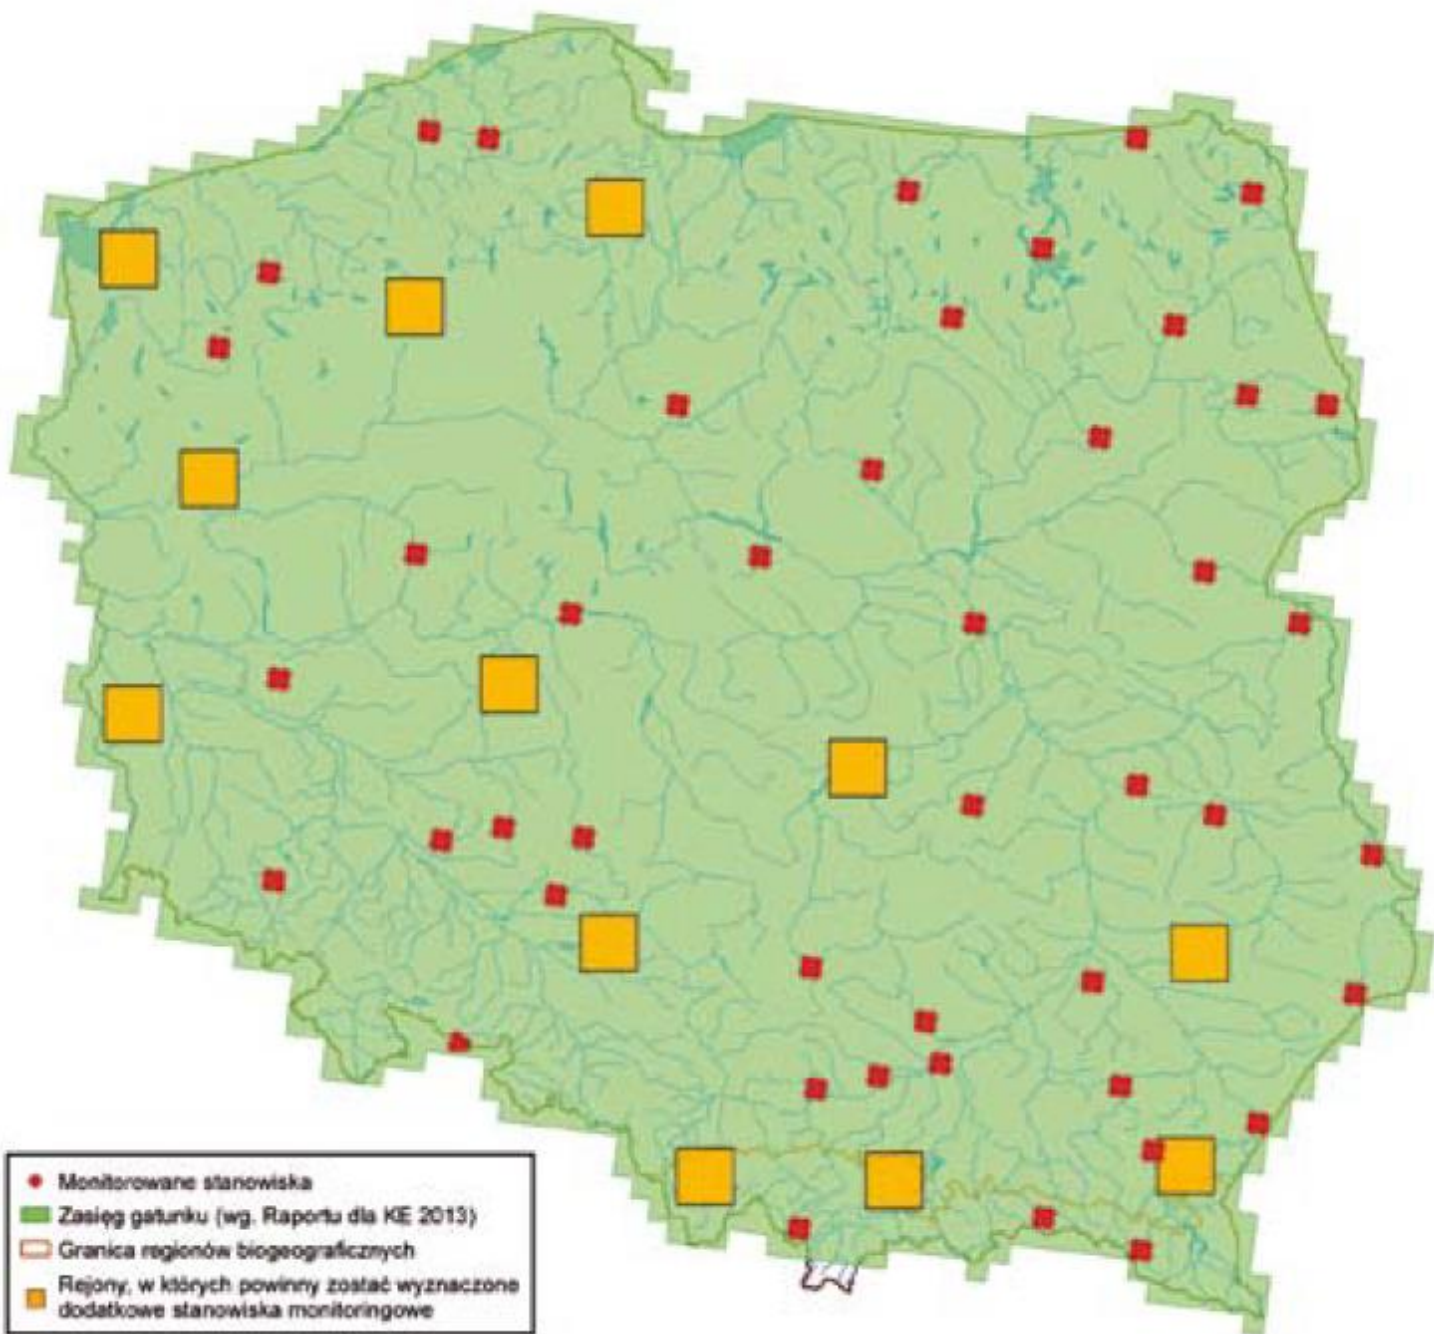 Monitorowane stanowiska
Zasięg gatunku (wg. Raportu dla KE 2013)
Granica regionów biogeograficznych
Rejony, w których powinny zostać wyznaczone
dodatkowe stanowiska monitoringowe